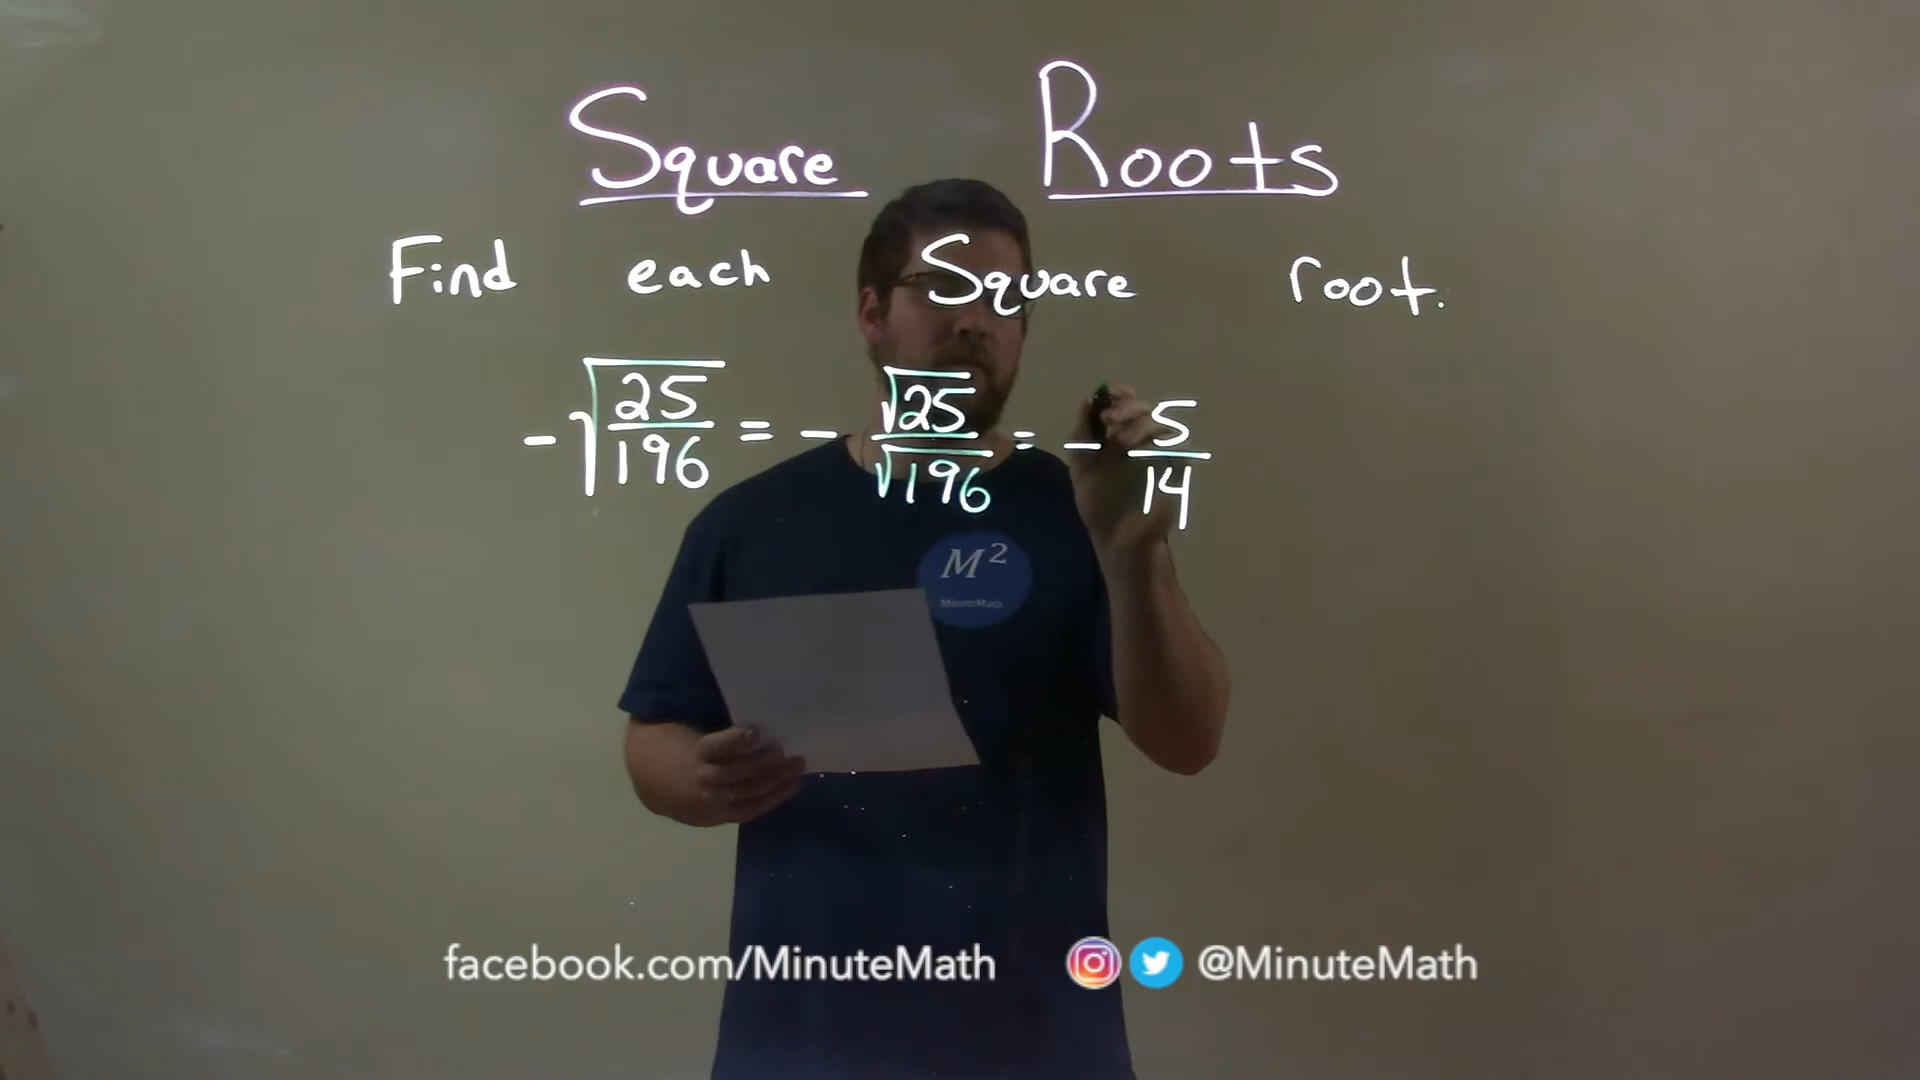 Square Roots
Find each Square root.
-√25/196 = - √25/√196 = - 5/14
M²
MinuteMath
facebook.com/MinuteMath @MinuteMath